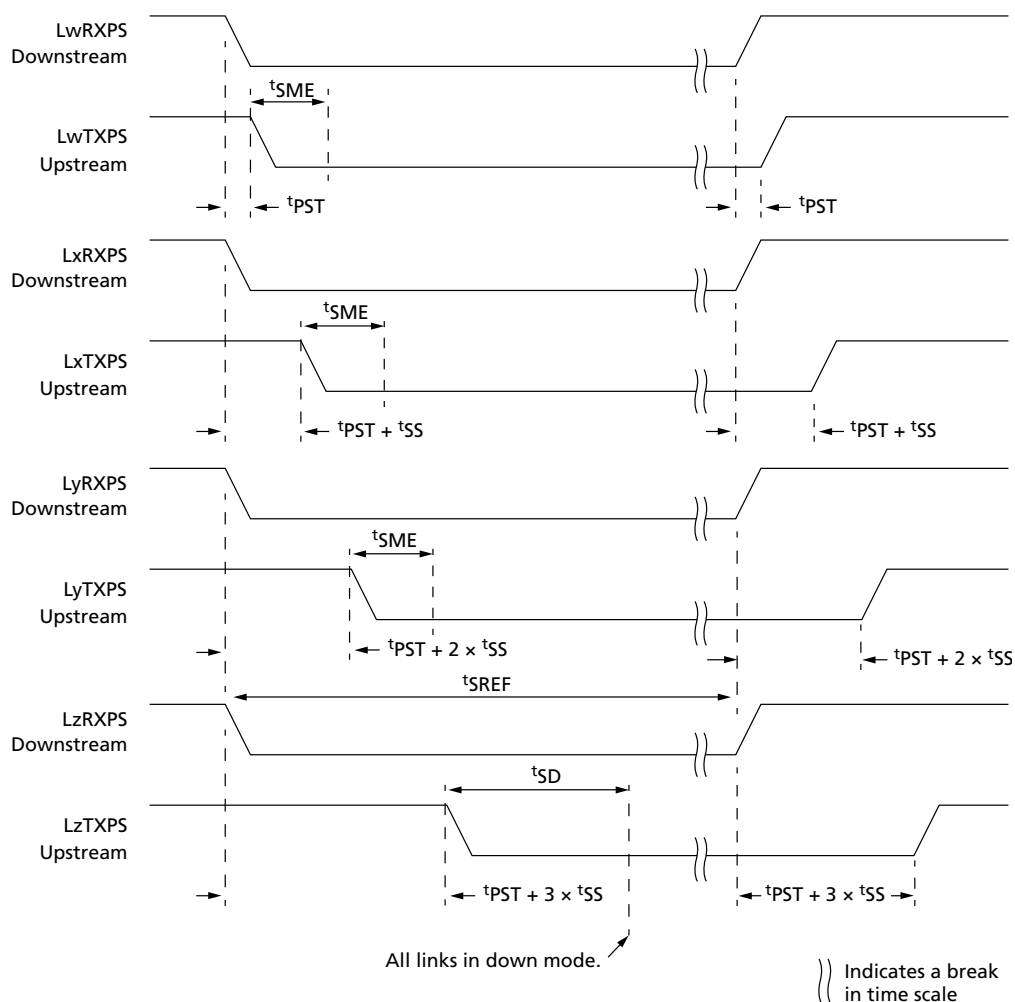 LwRXPS
Downstream
tSME
LwTXPS
Upstream
tPST
tPST
LxRXPS
Downstream
tSME
LxTXPS
Upstream
tPST + tSS
tPST + tSS
LyRXPS
Downstream
tSME
LyTXPS
Upstream
tPST + 2 × tSS
tPST + 2 × tSS
tSREF
LzRXPS
Downstream
tSD
LzTXPS
Upstream
tPST + 3 × tSS
tPST + 3 × tSS
All links in down mode.
Indicates a break
in time scale